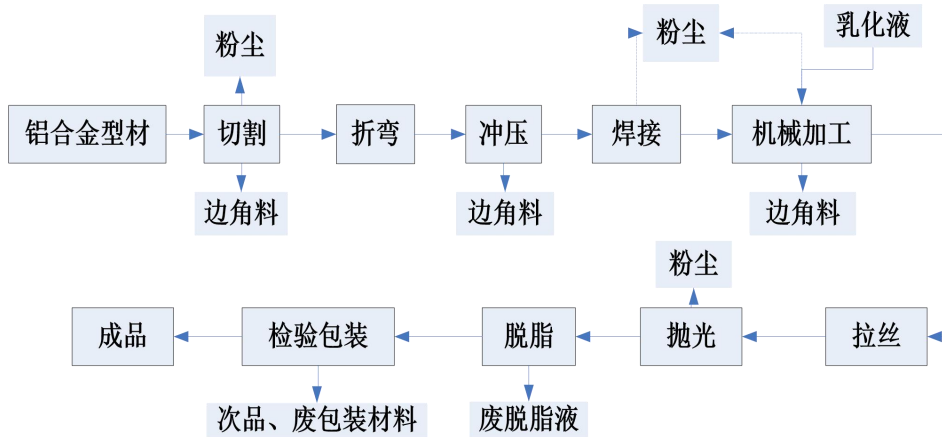 粉尘
粉尘
乳化液
铝合金型材
切割
折弯
冲压
焊接
机械加工
边角料
边角料
边角料
粉尘
成品
检验包装
脱脂
抛光
拉丝
次品、废包装材料
废脱脂液